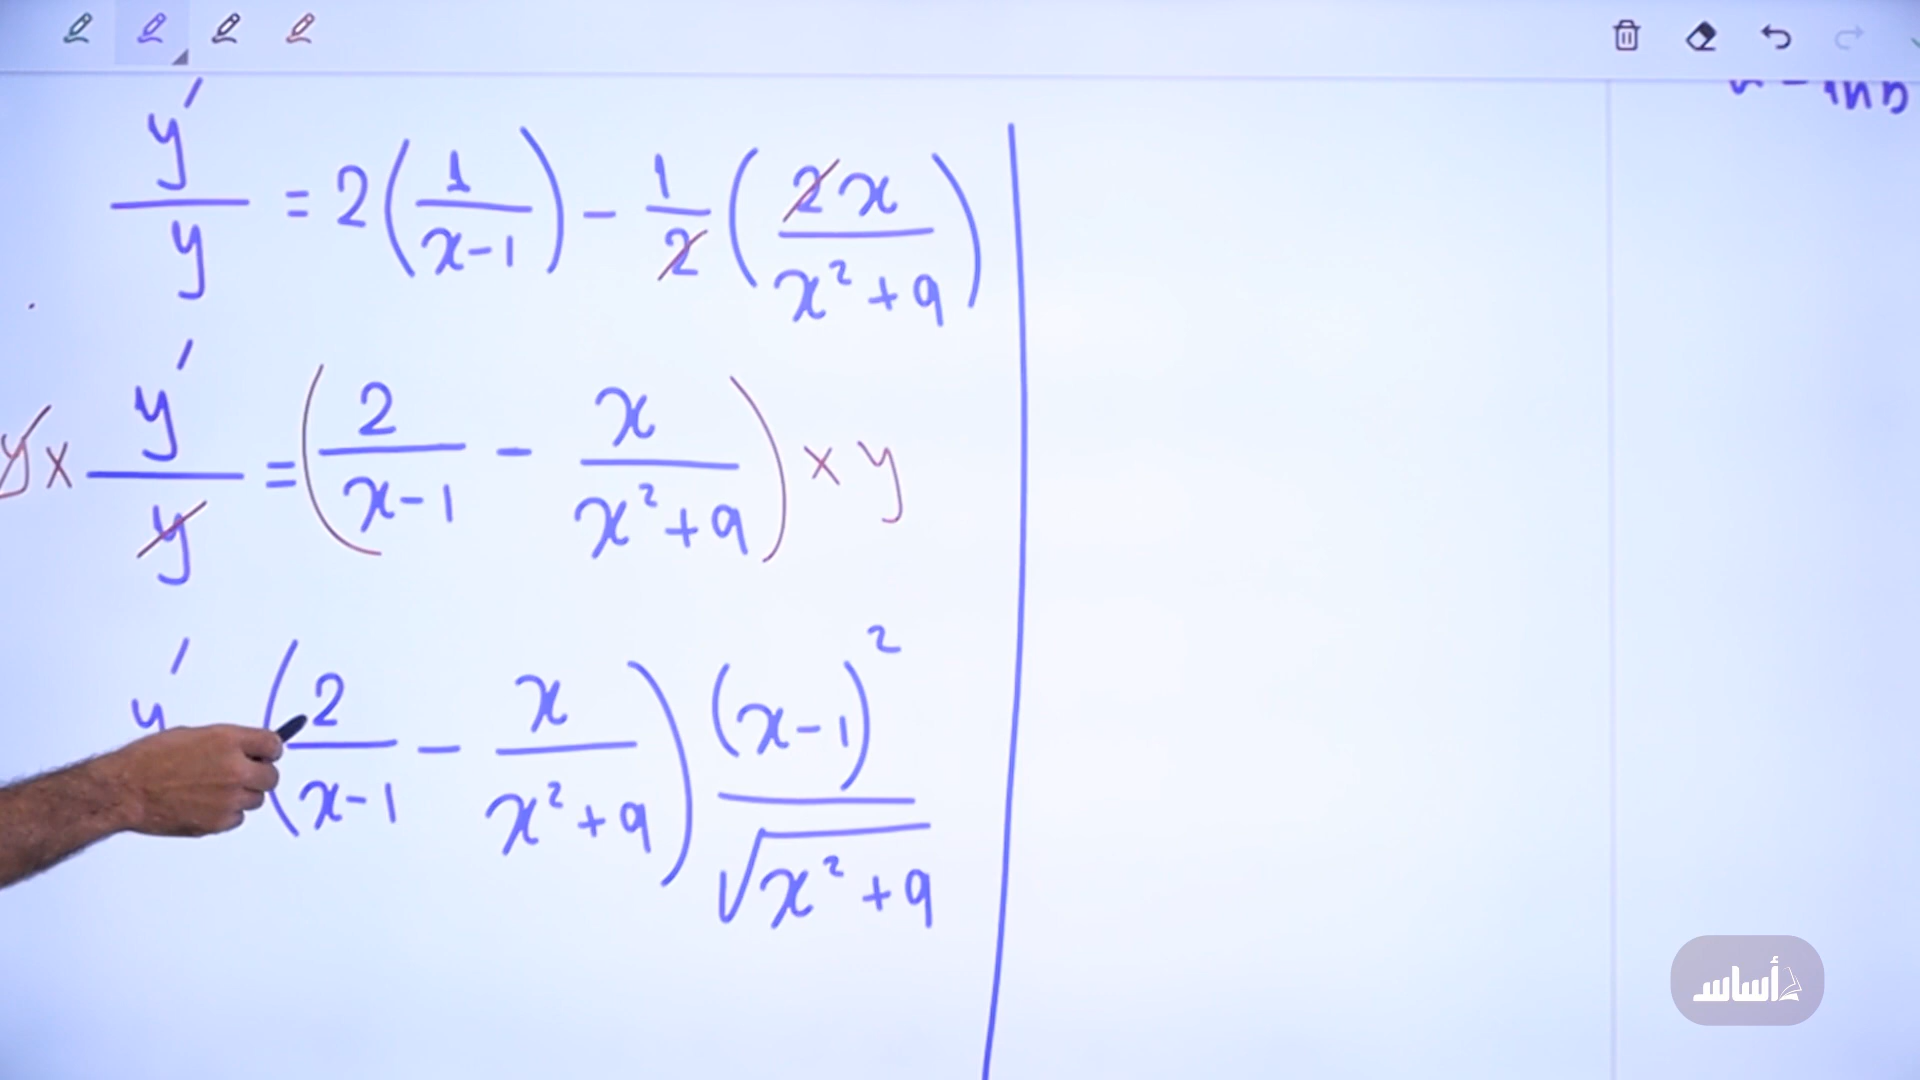 y'/y = 2(1/(x-1)) - 1/2(2x/(x²+9))
y × y'/y = (2/(x-1) - x/(x²+9)) × y
y' (2/(x-1) - x/(x²+9)) (x-1)²/√(x²+9)
أساس